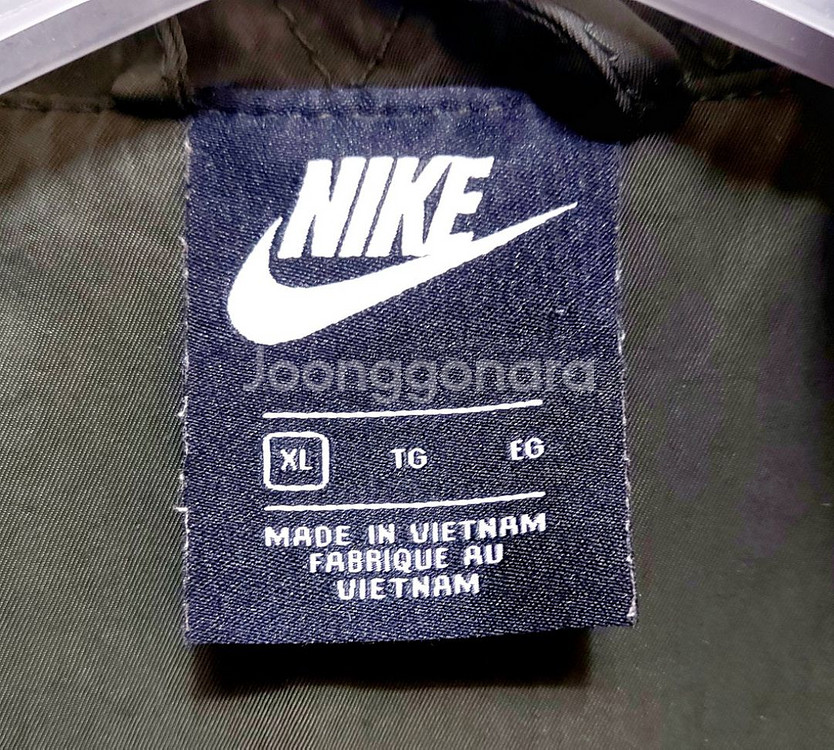 NIKE
Joonggonara
XL TG EG
MADE IN VIETNAM
FABRIQUE AU
VIETNAM